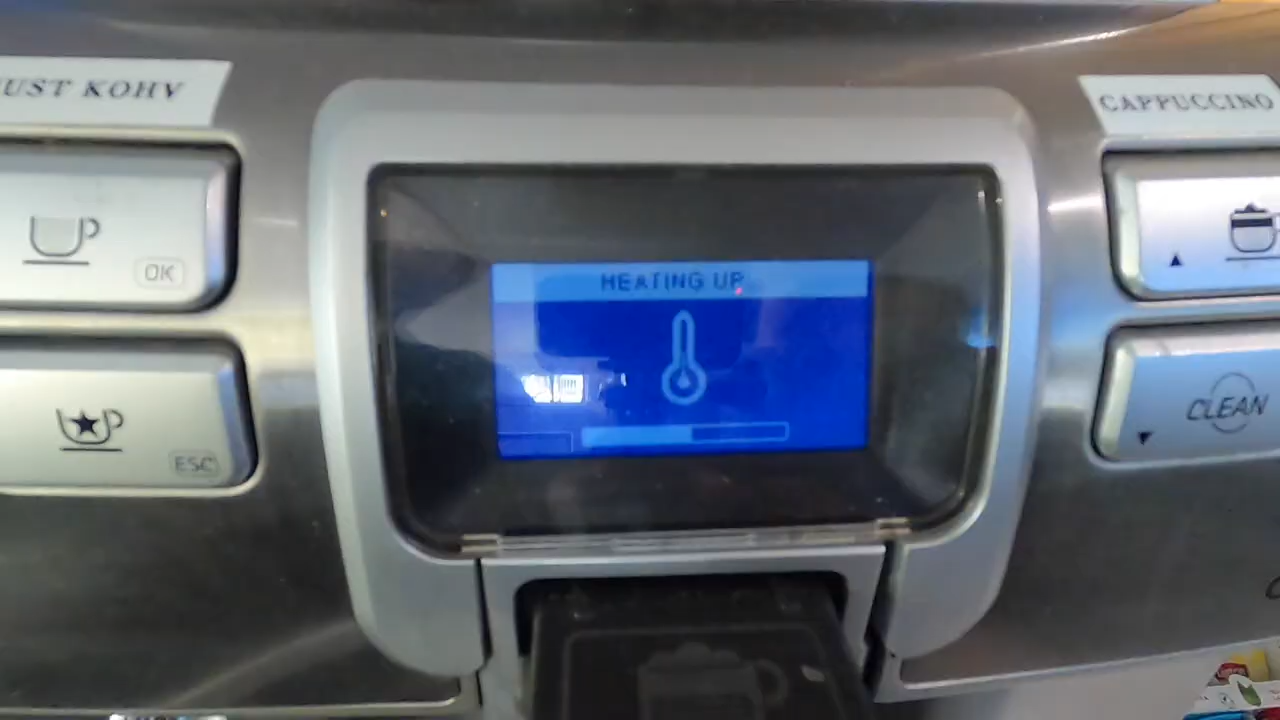 UST KOHV
CAPPUCCINO
HEATING UP
OK
ESC
CLEAN